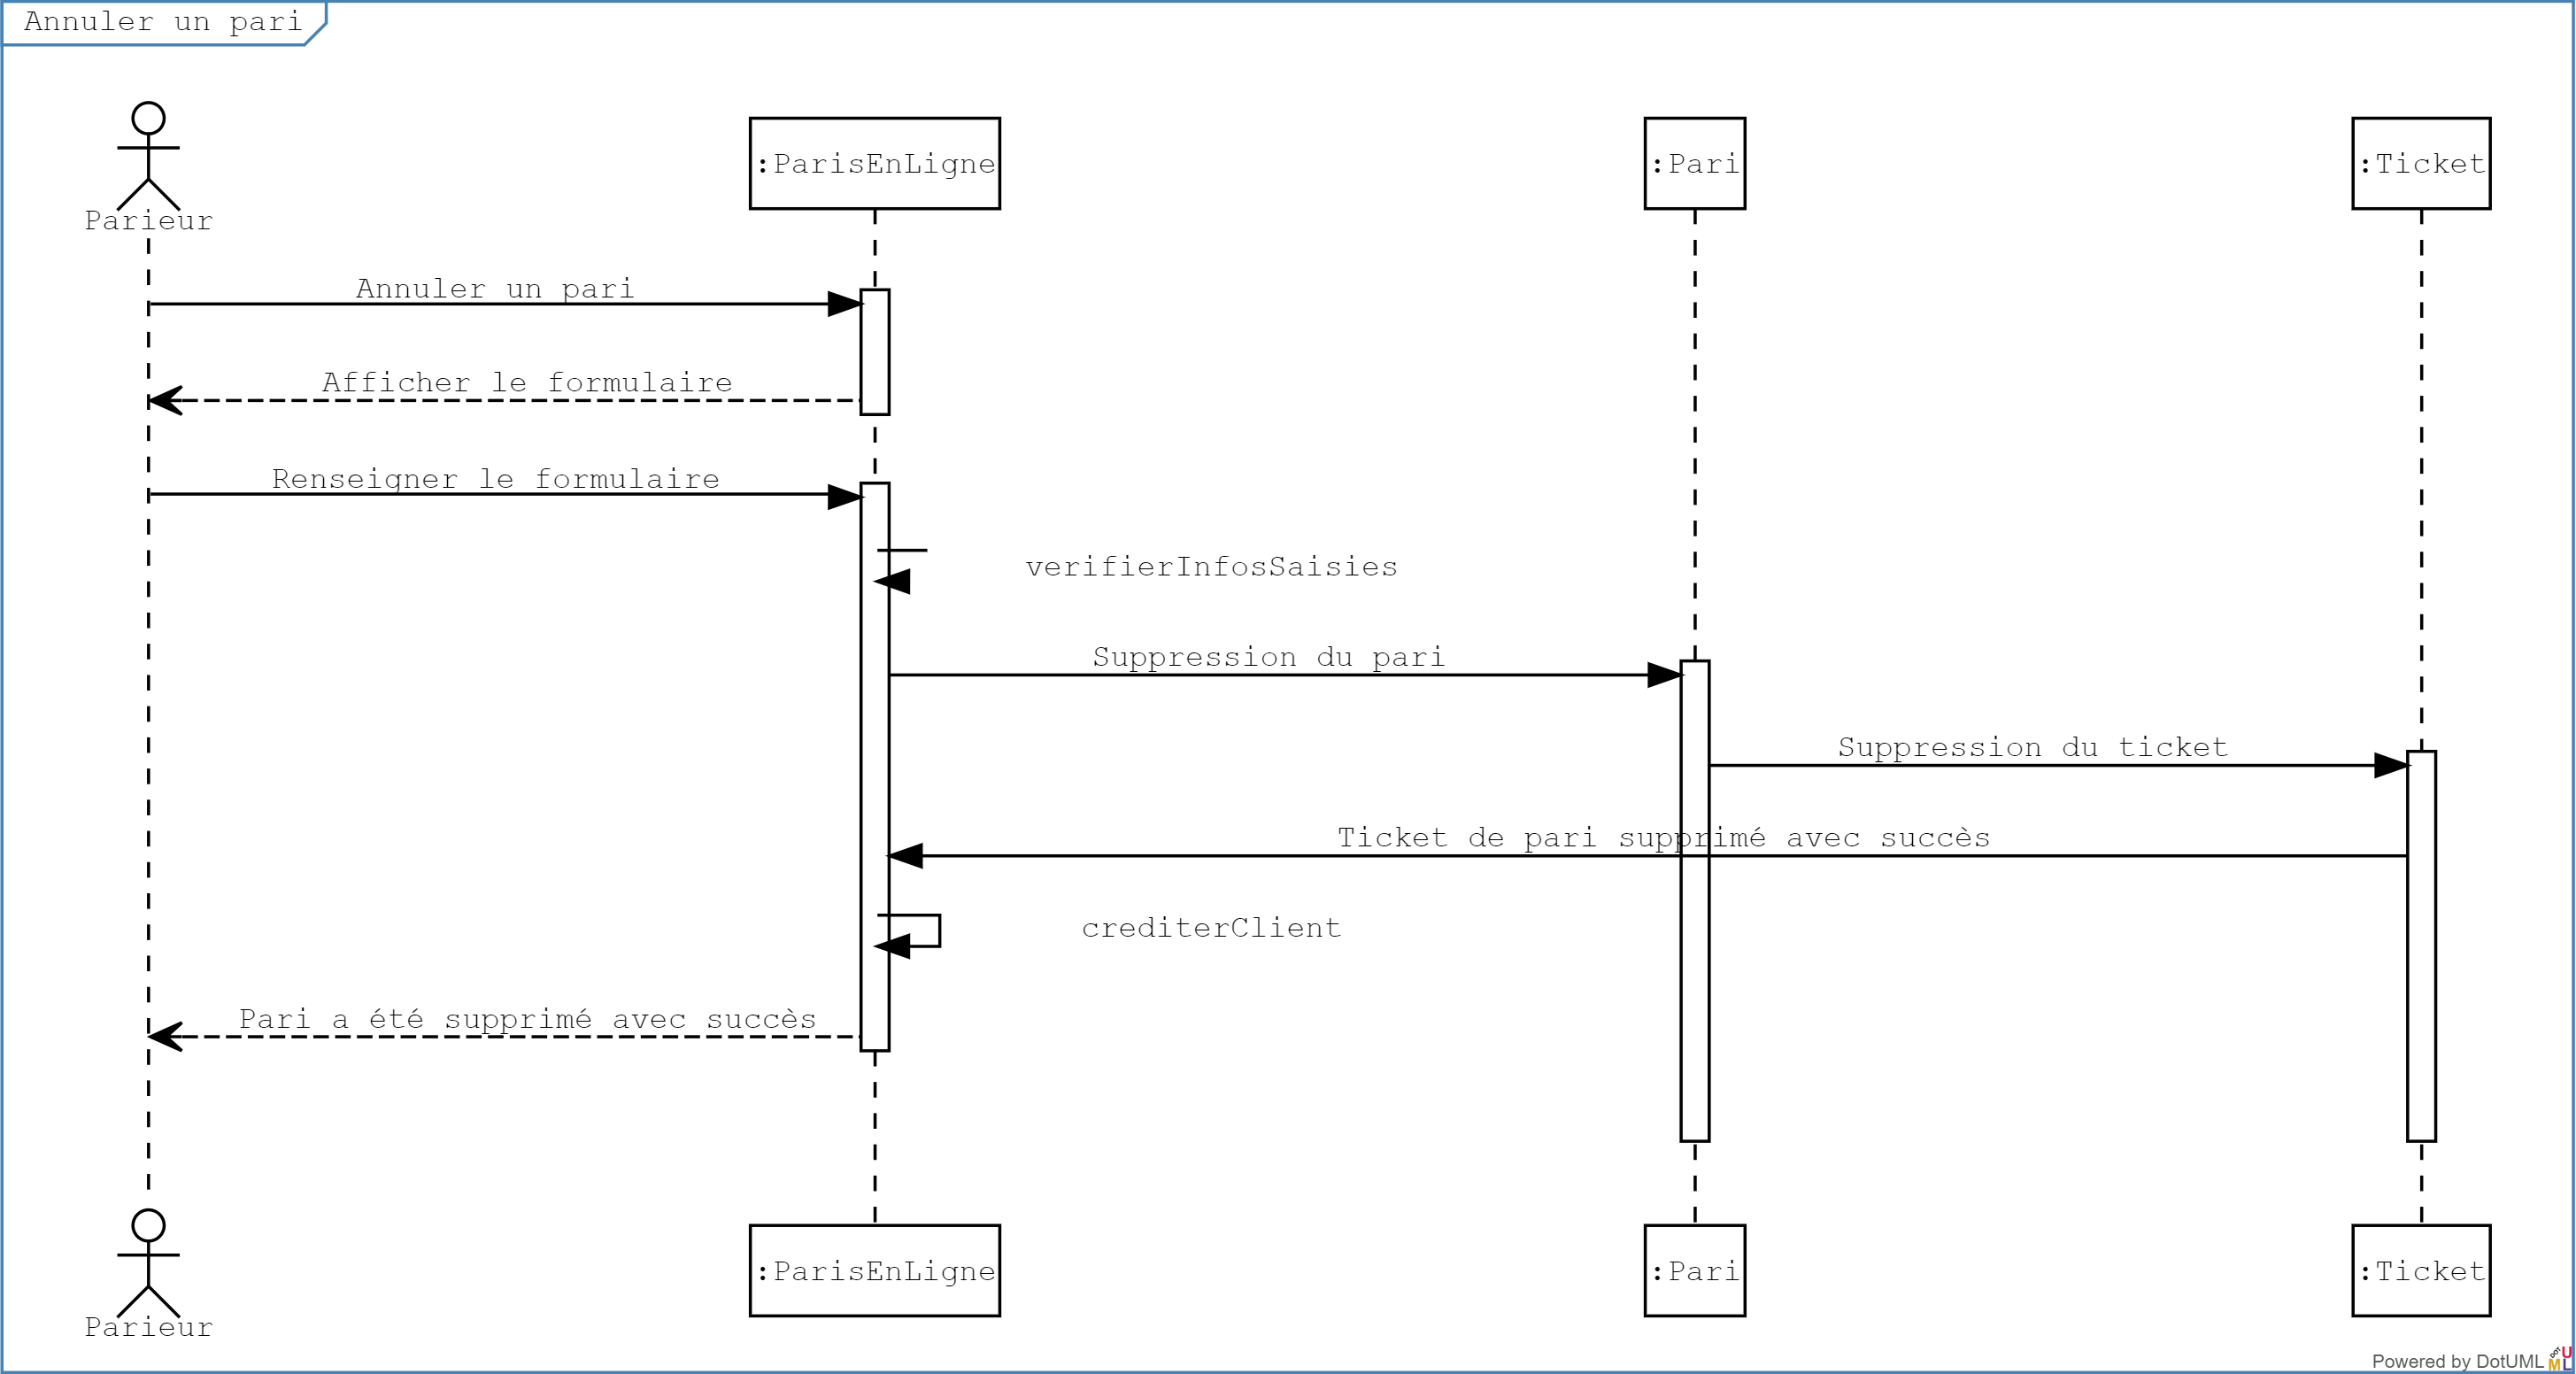 Annuler un pari
Parieur
:ParisEnLigne
:Pari
:Ticket
Annuler un pari
Afficher le formulaire
Renseigner le formulaire
verifierInfosSaisies
Suppression du pari
Suppression du ticket
Ticket de pari supprimé avec succès
crediterClient
Pari a été supprimé avec succès
Parieur
:ParisEnLigne
:Pari
:Ticket
Powered by DotUML
DOT
U
M
L